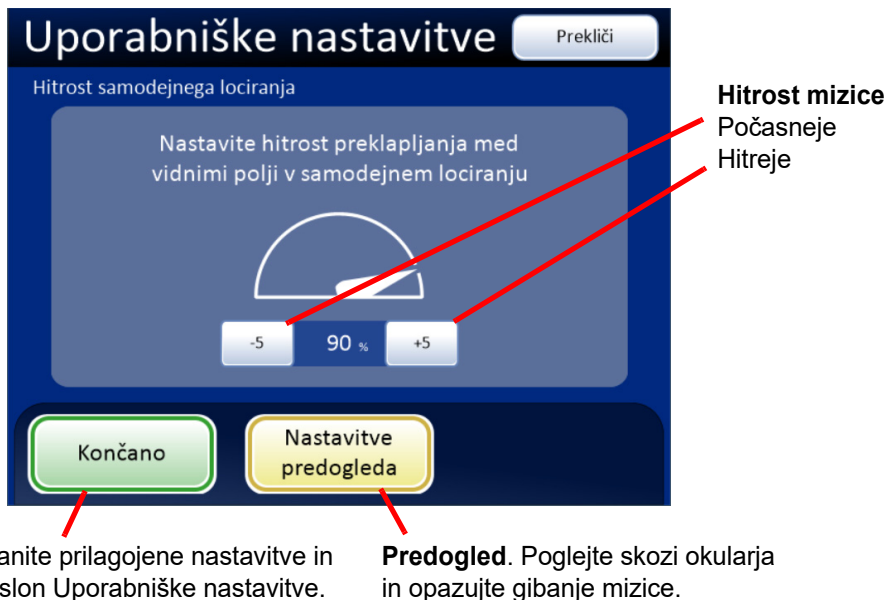 Uporabniške nastavitve
Prekliči
Hitrost samodejnega lociranja
Nastavite hitrost preklapljanja med
vidnimi polji v samodejnem lociranju
-5
90 %
+5
Hitrost mizice
Počasneje
Hitreje
Končano
Nastavitve
predogleda
anite prilagojene nastavitve in
slon Uporabniške nastavitve.
Predogled. Poglejte skozi okularja
in opazujte gibanje mizice.